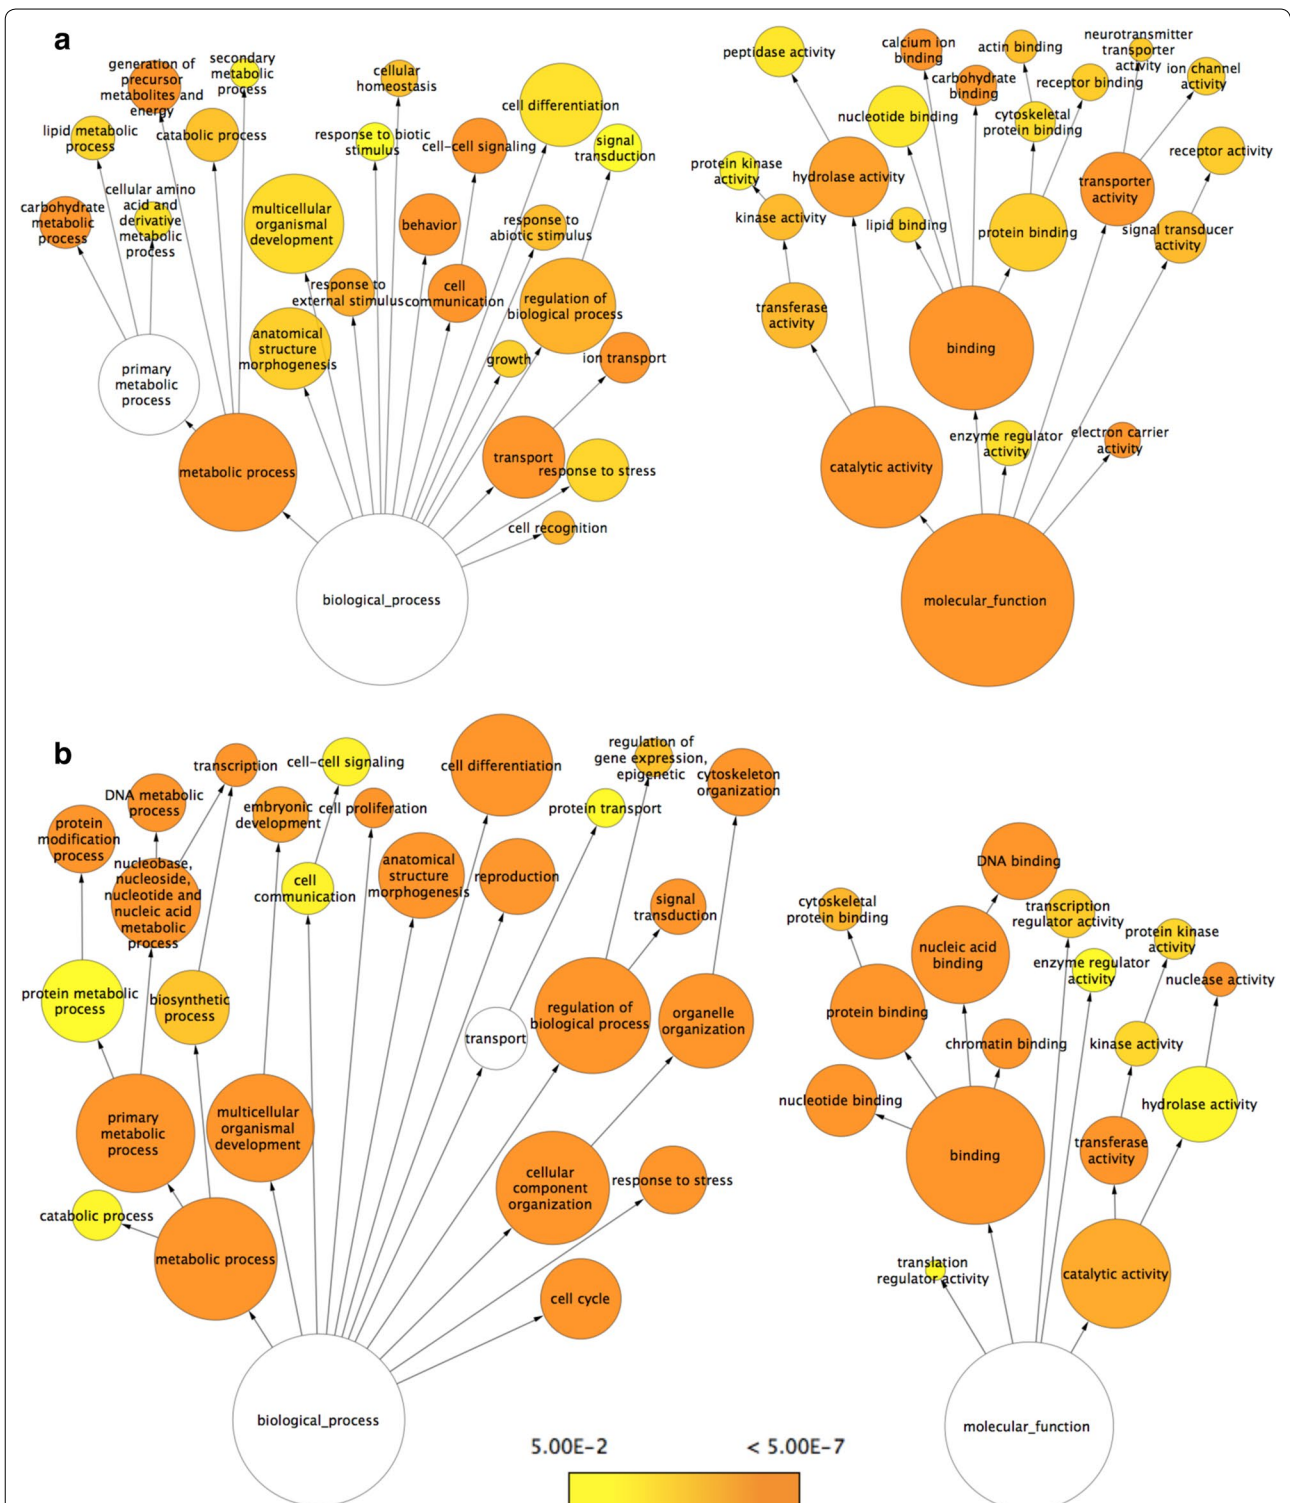 a
generation of
precursor
metabolites and
energy
secondary
metabolic
process
lipid metabolic
process
catabolic process
carbohydrate
metabolic
process
cellular amino
acid and
derivative
metabolic
process
primary
metabolic
process
metabolic process
cellular
homeostasis
response to biotic
stimulus
cell-cell signaling
cell differentiation
signal
transduction
multicellular
organismal
development
behavior
response to
abiotic stimulus
response to
external stimulus
cell
communication
regulation of
biological process
anatomical
structure
morphogenesis
growth
ion transport
transport
response to stress
cell recognition
biological_process
peptidase activity
calcium ion
binding
actin binding
neurotransmitter
transporter
activity
ion channel
activity
carbohydrate
binding
receptor binding
nucleotide binding
cytoskeletal
protein binding
receptor activity
protein kinase
activity
hydrolase activity
transporter
activity
kinase activity
lipid binding
protein binding
signal transducer
activity
transferase
activity
binding
enzyme regulator
activity
electron carrier
activity
catalytic activity
molecular_function
b
transcription
cell-cell signaling
cell differentiation
regulation of
gene expression,
epigenetic
cytoskeleton
organization
DNA metabolic
process
embryonic
development
cell proliferation
protein transport
protein
modification
process
nucleobase,
nucleoside,
nucleotide and
nucleic acid
metabolic
process
cell
communication
anatomical
structure
morphogenesis
reproduction
signal
transduction
protein metabolic
process
biosynthetic
process
transport
regulation of
biological process
organelle
organization
primary
metabolic
process
multicellular
organismal
development
cellular
component
organization
response to stress
catabolic process
metabolic process
cell cycle
biological_process
DNA binding
cytoskeletal
protein binding
transcription
regulator activity
protein kinase
activity
nucleic acid
binding
enzyme regulator
activity
nuclease activity
protein binding
chromatin binding
kinase activity
nucleotide binding
hydrolase activity
binding
transferase
activity
translation
regulator activity
catalytic activity
molecular_function
5.00E-2
< 5.00E-7